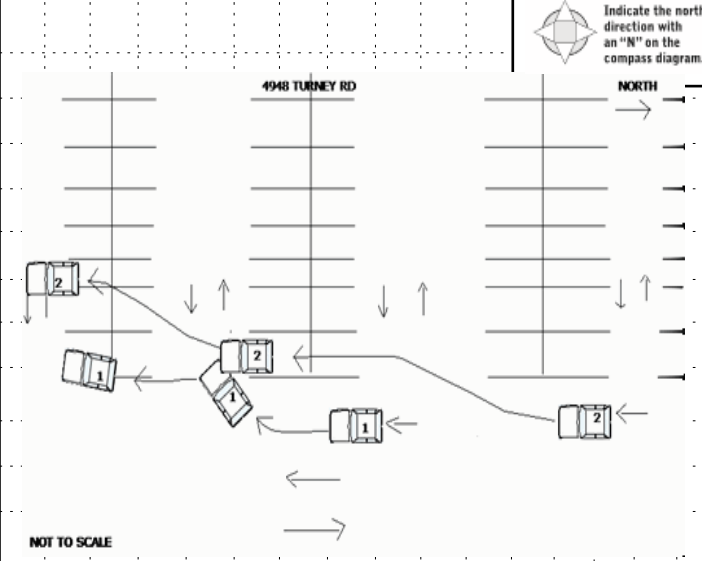 Indicate the north
direction with
an "N" on the
compass diagram.
4948 TURNEY RD
NORTH
2
2
1
1
1
2
NOT TO SCALE